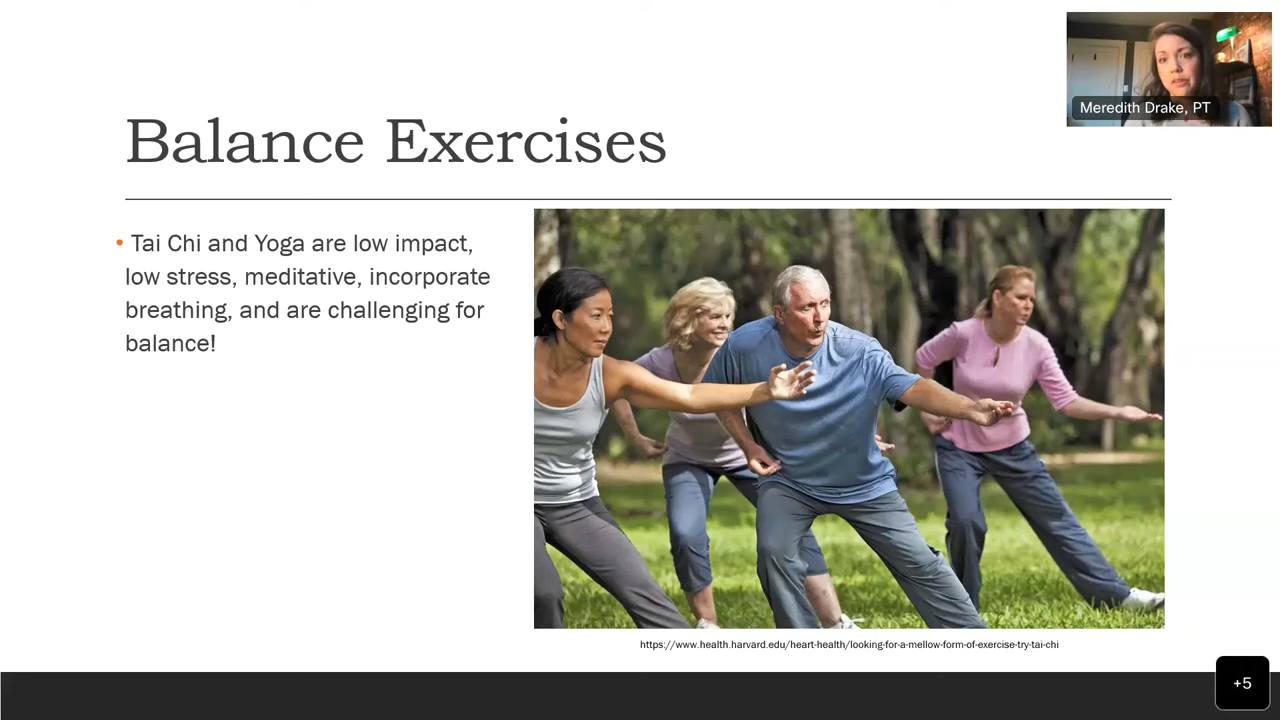 Meredith Drake, PT
Balance Exercises
• Tai Chi and Yoga are low impact,
low stress, meditative, incorporate
breathing, and are challenging for
balance!
https://www.health.harvard.edu/heart-health/looking-for-a-mellow-form-of-exercise-try-tai-chi
+5